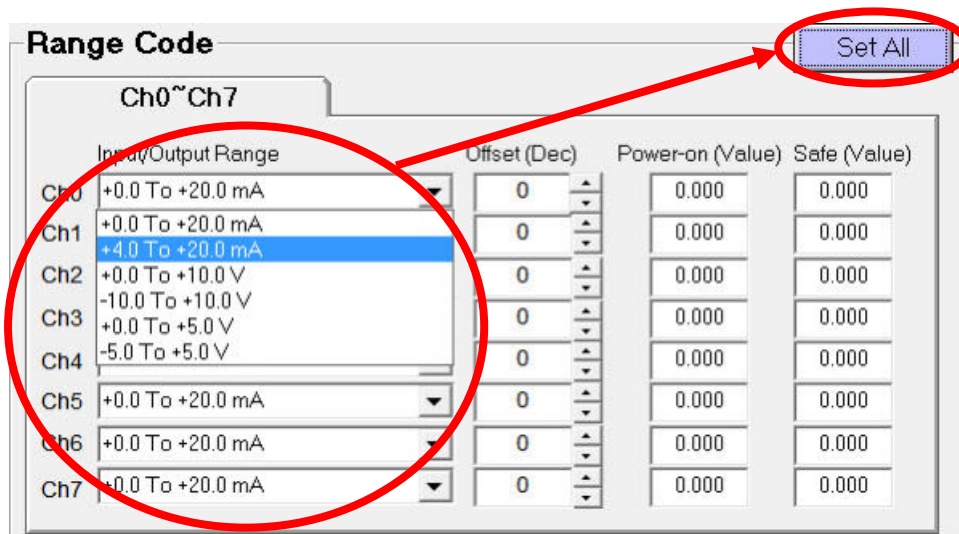 Range Code
Set All
Ch0~Ch7
Input/Output Range Offset (Dec) Power-on (Value) Safe (Value)
Ch0 +0.0 To +20.0 mA 0 0.000 0.000
Ch1 +0.0 To +20.0 mA 0 0.000 0.000
+4.0 To +20.0 mA
Ch2 +0.0 To +10.0 V 0 0.000 0.000
-10.0 To +10.0 V
Ch3 +0.0 To +5.0 V 0 0.000 0.000
Ch4 -5.0 To +5.0 V 0 0.000 0.000
Ch5 +0.0 To +20.0 mA 0 0.000 0.000
Ch6 +0.0 To +20.0 mA 0 0.000 0.000
Ch7 +0.0 To +20.0 mA 0 0.000 0.000